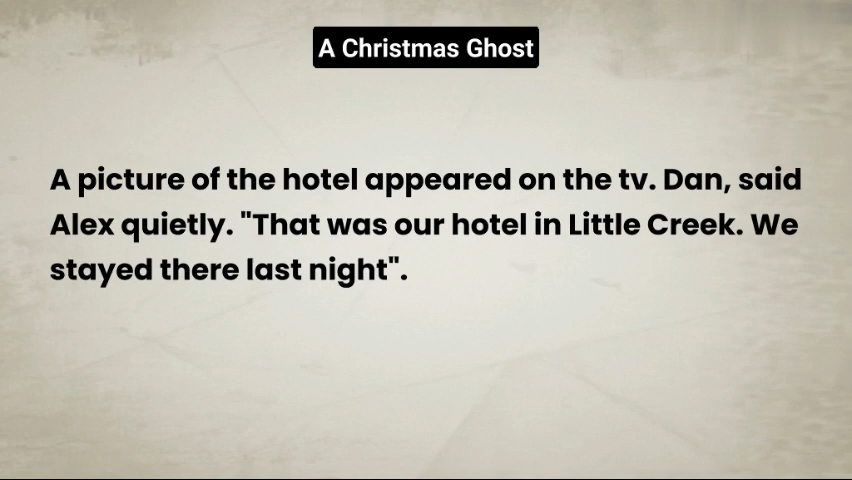 A Christmas Ghost
A picture of the hotel appeared on the tv. Dan, said
Alex quietly. "That was our hotel in Little Creek. We
stayed there last night".